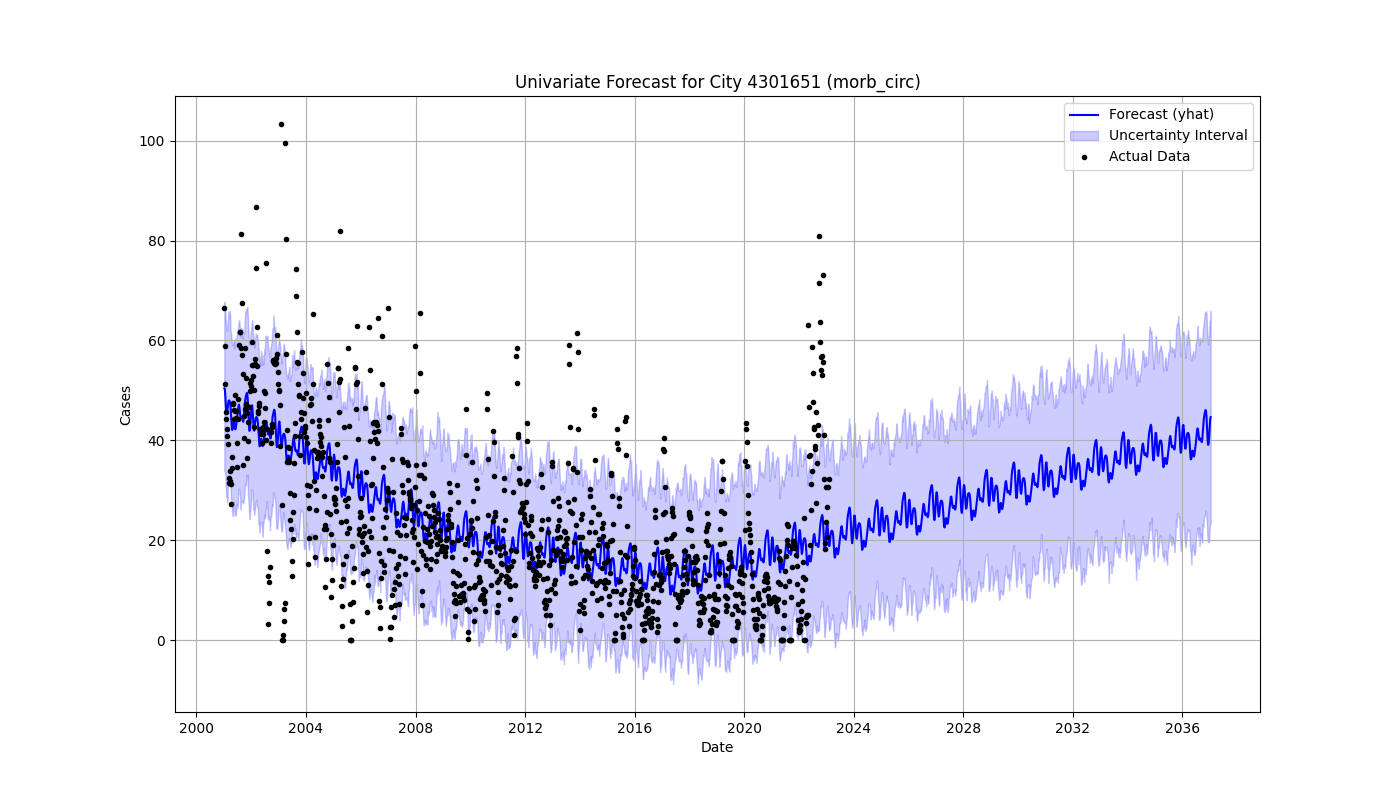 Univariate Forecast for City 4301651 (morb_circ)
Forecast (yhat)
Uncertainty Interval
Actual Data
Cases
100
80
60
40
20
0
2000 2004 2008 2012 2016 2020 2024 2028 2032 2036
Date